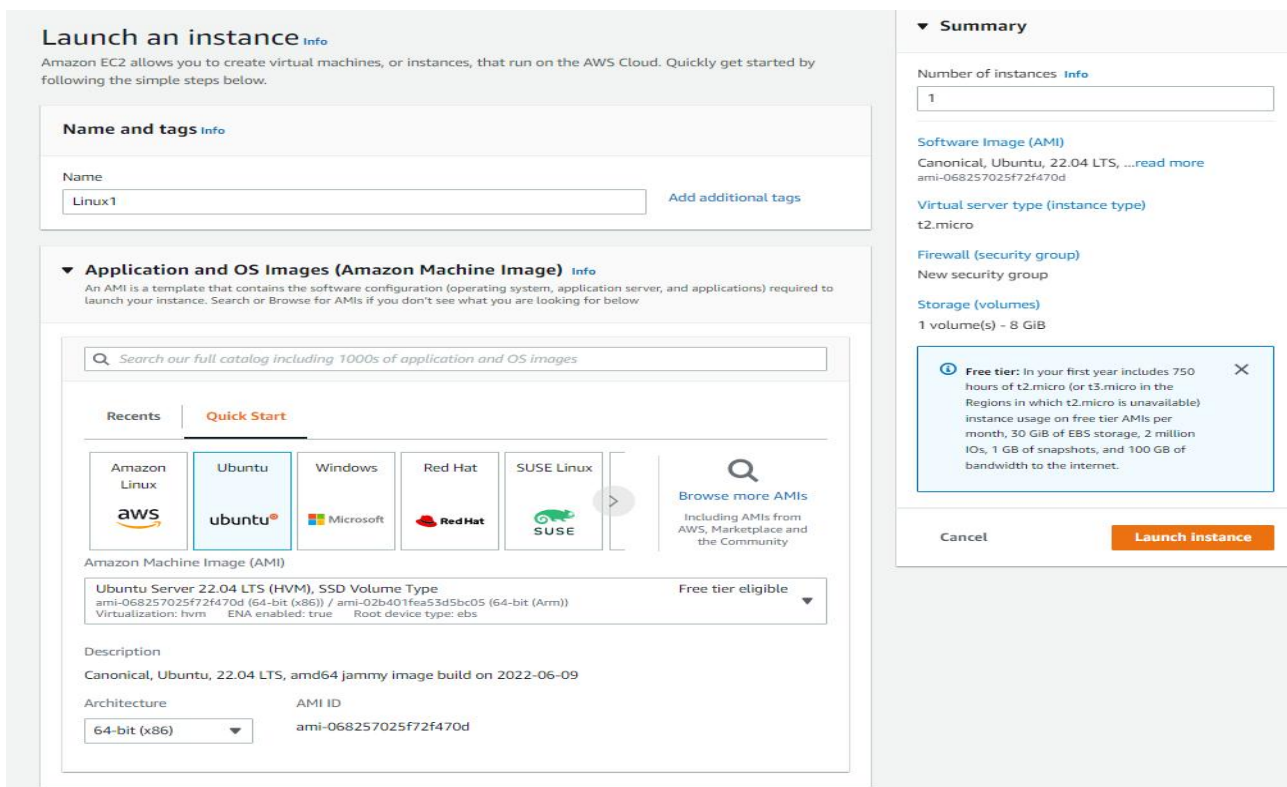 Launch an instance Info
Amazon EC2 allows you to create virtual machines, or instances, that run on the AWS Cloud. Quickly get started by
following the simple steps below.
Name and tags Info
Name
Linux1
Add additional tags
Application and OS Images (Amazon Machine Image) Info
An AMI is a template that contains the software configuration (operating system, application server, and applications) required to
launch your instance. Search or Browse for AMIs if you don't see what you are looking for below
Search our full catalog including 1000s of application and OS images
Recents
Quick Start
Amazon
Linux
aws
Ubuntu
ubuntu®
Windows
Microsoft
Red Hat
Red Hat
SUSE Linux
SUSE
Browse more AMIs
Including AMIs from
AWS, Marketplace and
the Community
Amazon Machine Image (AMI)
Ubuntu Server 22.04 LTS (HVM), SSD Volume Type
Free tier eligible
ami-068257025f72f470d (64-bit (x86)) / ami-02b401fea53d5bc05 (64-bit (Arm))
Virtualization: hvm ENA enabled: true Root device type: ebs
Description
Canonical, Ubuntu, 22.04 LTS, amd64 jammy image build on 2022-06-09
Architecture
AMI ID
64-bit (x86)
ami-068257025f72f470d
Summary
Number of instances Info
1
Software Image (AMI)
Canonical, Ubuntu, 22.04 LTS, ...read more
ami-068257025f72f470d
Virtual server type (instance type)
t2.micro
Firewall (security group)
New security group
Storage (volumes)
1 volume(s) - 8 GiB
Free tier: In your first year includes 750
hours of t2.micro (or t3.micro in the
Regions in which t2.micro is unavailable)
instance usage on free tier AMIs per
month, 30 GiB of EBS storage, 2 million
IOs, 1 GB of snapshots, and 100 GB of
bandwidth to the internet.
Cancel
Launch instance